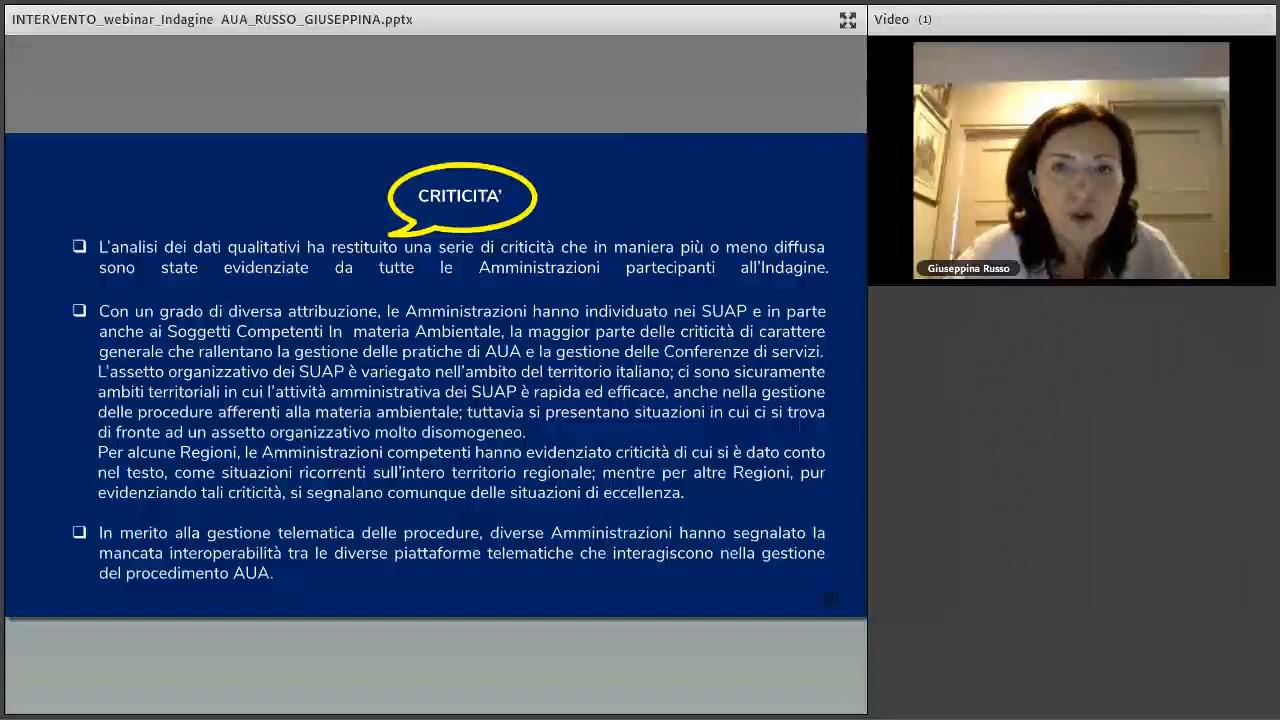 INTERVENTO_webinar_Indagine AUA_RUSSO_GIUSEPPINA.pptx
Video (1)
Giuseppina Russo
CRITICITA'
L'analisi dei dati qualitativi ha restituito una serie di criticità che in maniera più o meno diffusa
sono state evidenziate da tutte le Amministrazioni partecipanti all'Indagine.
Con un grado di diversa attribuzione, le Amministrazioni hanno individuato nei SUAP e in parte
anche ai Soggetti Competenti In materia Ambientale, la maggior parte delle criticità di carattere
generale che rallentano la gestione delle pratiche di AUA e la gestione delle Conferenze di servizi.
L'assetto organizzativo dei SUAP è variegato nell'ambito del territorio italiano; ci sono sicuramente
ambiti territoriali in cui l'attività amministrativa dei SUAP è rapida ed efficace, anche nella gestione
delle procedure afferenti alla materia ambientale; tuttavia si presentano situazioni in cui ci si trova
di fronte ad un assetto organizzativo molto disomogeneo.
Per alcune Regioni, le Amministrazioni competenti hanno evidenziato criticità di cui si è dato conto
nel testo, come situazioni ricorrenti sull'intero territorio regionale; mentre per altre Regioni, pur
evidenziando tali criticità, si segnalano comunque delle situazioni di eccellenza.
In merito alla gestione telematica delle procedure, diverse Amministrazioni hanno segnalato la
mancata interoperabilità tra le diverse piattaforme telematiche che interagiscono nella gestione
del procedimento AUA.